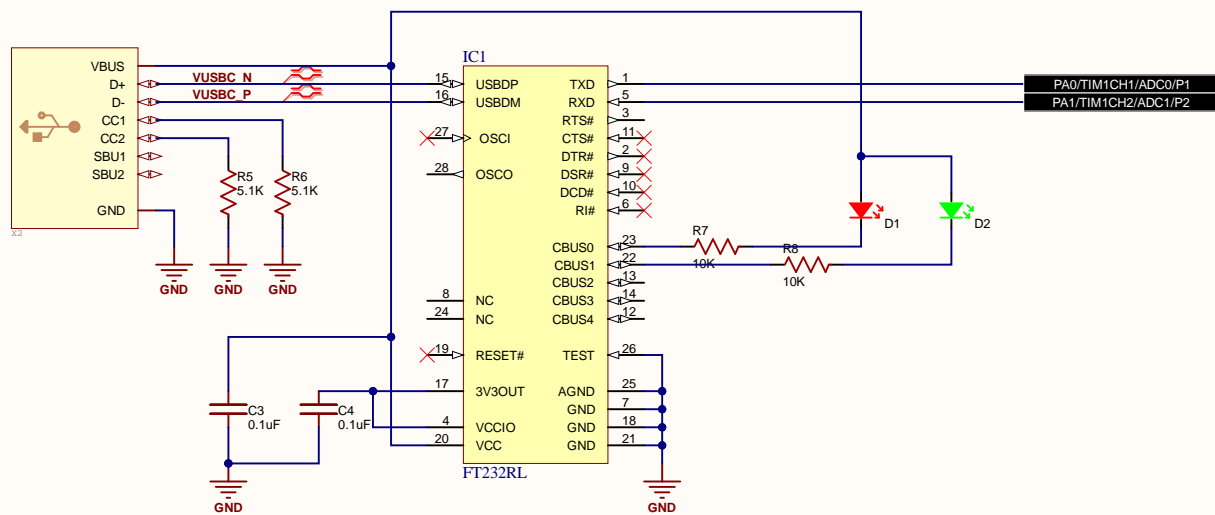 IC1
VBUS
D+
D-
CC1
CC2
SBU1
SBU2
GND
X2
VUSBC_N
VUSBC_P
R5
5.1K
R6
5.1K
GND
GND
GND
15 USBDP
16 USBDM
27 OSCI
28 OSCO
8 NC
24 NC
19 RESET#
17 3V3OUT
4 VCCIO
20 VCC
TXD 1
RXD 5
RTS# 3
CTS# 11
DTR# 2
DSR# 9
DCD# 10
RI# 6
CBUS0 23
CBUS1 22
CBUS2 13
CBUS3 14
CBUS4 12
TEST 26
AGND 25
GND 7
GND 18
GND 21
FT232RL
PA0/TIM1CH1/ADC0/P1
PA1/TIM1CH2/ADC1/P2
D1
D2
R7
10K
R8
10K
C3
0.1uF
C4
0.1uF
GND
GND